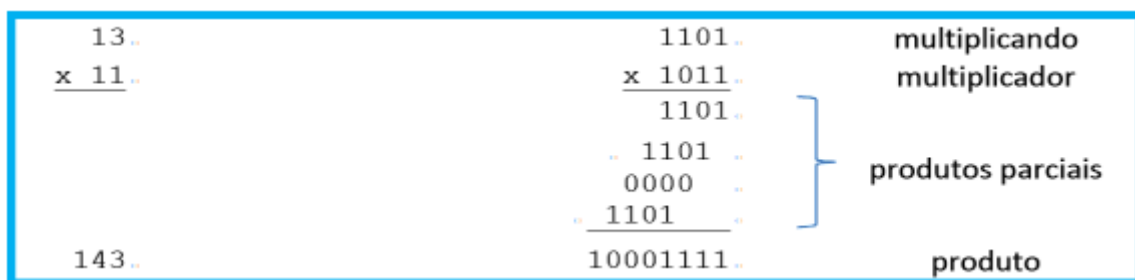 13 1101 multiplicando
x 11 x 1011 multiplicador
1101
1101
produtos parciais
0000
1101
143 10001111 produto